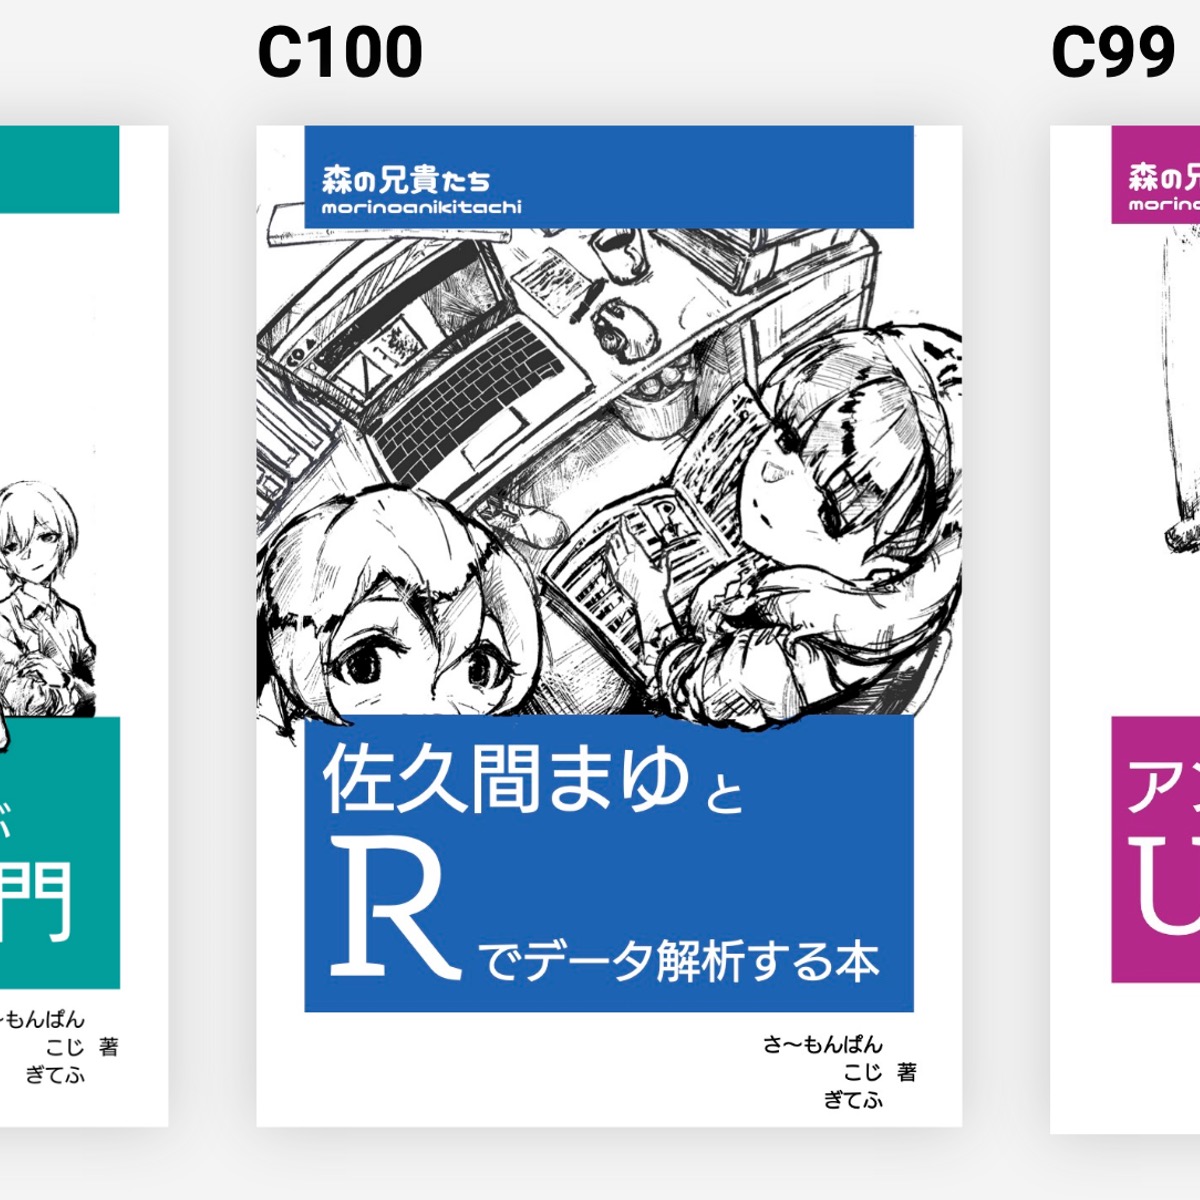 C100
C99
森の兄貴たち
morinoanikitachi
佐久間まゆと
R
でデータ解析する本
さ〜もんぱん
こじ 著
ぎてふ
門
〜もんぱん
こじ 著
ぎてふ
森の兄
morino
ア
U